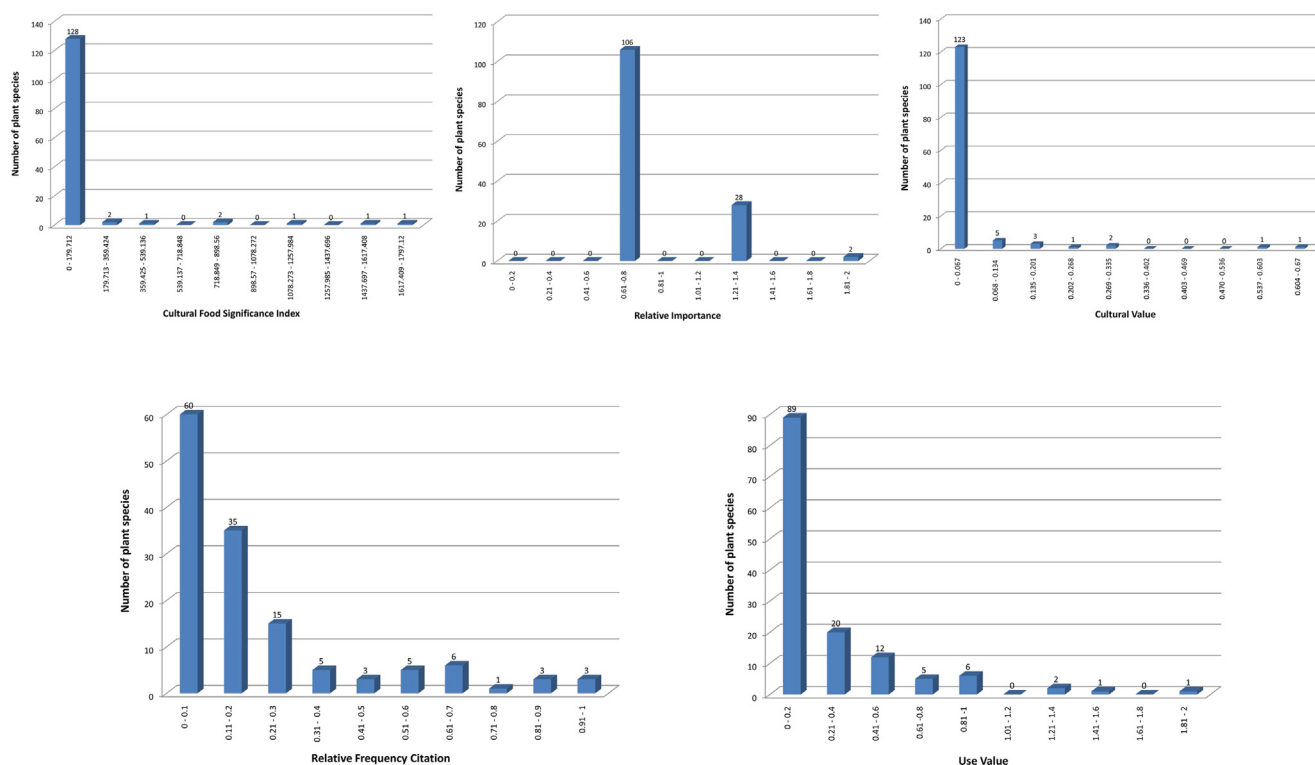 140
120
100
80
60
40
20
0
Number of plant species
128
2
1
0
2
0
1
0
1
1
0 - 179.712
179.713 - 359.424
359.425 - 539.136
539.137 - 718.848
718.849 - 898.56
898.57 - 1078.272
1078.273 - 1257.984
1257.985 - 1437.696
1437.697 - 1617.408
1617.409 - 1797.12
Cultural Food Significance Index
120
100
80
60
40
20
0
Number of plant species
0
0
0
106
0
0
28
0
0
2
0 - 0.2
0.21 - 0.4
0.41 - 0.6
0.61 -0.8
0.81 -1
1.01 - 1.2
1.21 - 1.4
1.41 - 1.6
1.61 - 1.8
1.81 - 2
Relative Importance
140
120
100
80
60
40
20
0
Number of plant species
123
5
3
1
2
0
0
0
1
1
0 - 0.067
0.068 - 0.134
0.135 - 0.201
0.202 - 0.268
0.269 - 0.335
0.336 - 0.402
0.403 - 0.469
0.470 - 0.536
0.537 - 0.603
0.604 - 0.67
Cultural Value
60
50
40
30
20
10
0
Number of plant species
60
35
15
5
3
5
6
1
3
3
0 - 0.1
0.11 - 0.2
0.21 - 0.3
0.31 - 0.4
0.41 - 0.5
0.51 - 0.6
0.61 - 0.7
0.71 - 0.8
0.81 - 0.9
0.91 - 1
Relative Frequency Citation
90
80
70
60
50
40
30
20
10
0
Number of plant species
89
20
12
5
6
0
2
1
0
1
0 - 0.2
0.21 - 0.4
0.41 - 0.6
0.61 -0.8
0.81 -1
1.01 - 1.2
1.21 - 1.4
1.41 - 1.6
1.61 - 1.8
1.81 - 2
Use Value